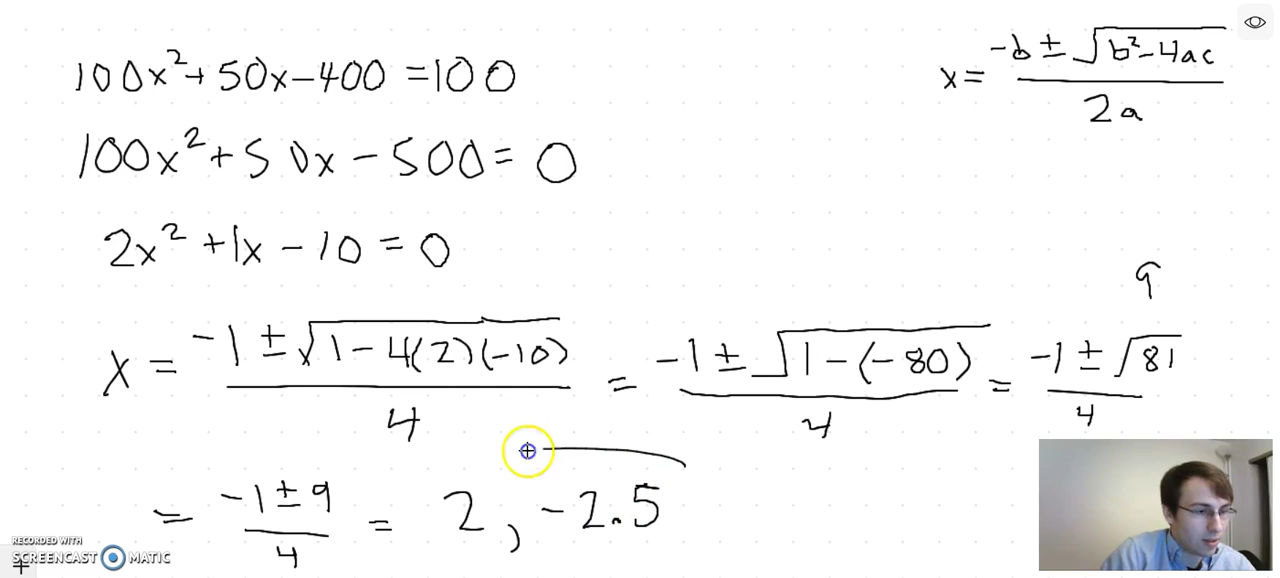 100x²+50x-400=100
x = -b ± √b²-4ac / 2a
100x²+50x-500=0
2x²+1x-10=0
9
x = -1 ± √1-4(2)(-10) / 4 = -1 ± √1-(-80) / 4 = -1 ± √81 / 4
= -1 ± 9 / 4 = 2, -2.5
RECORDED WITH
SCREENCAST MATIC